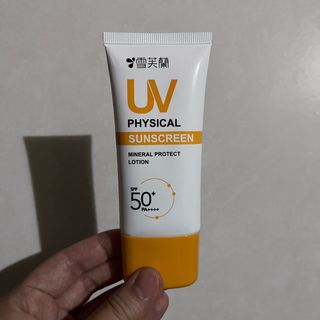 雪芙蘭
UV
PHYSICAL
SUNSCREEN
MINERAL PROTECT
LOTION
SPF
50+
PA++++